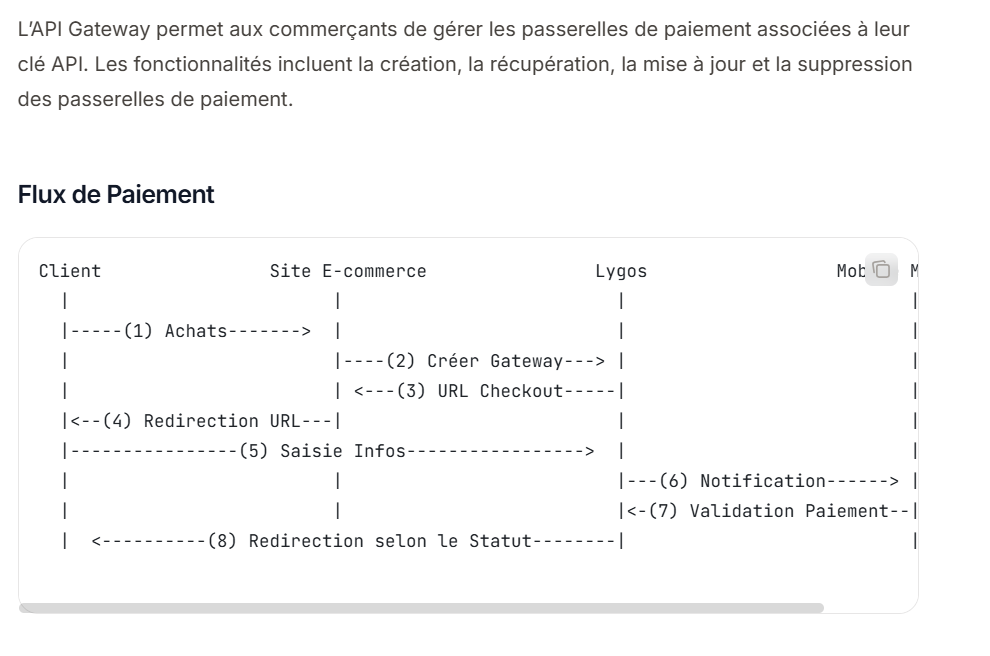 L’API Gateway permet aux commerçants de gérer les passerelles de paiement associées à leur
clé API. Les fonctionnalités incluent la création, la récupération, la mise à jour et la suppression
des passerelles de paiement.
Flux de Paiement
Client                Site E-commerce                Lygos
  |                         |                          |                           |
  |-----(1) Achats------->  |                          |                           |
  |                         |----(2) Créer Gateway---> |                           |
  |                         | <---(3) URL Checkout-----|                           |
  |<--(4) Redirection URL---|                          |                           |
  |----------------(5) Saisie Infos----------------->  |                           |
  |                         |                          |---(6) Notification------> |
  |                         |                          |<-(7) Validation Paiement--|
  |  <----------(8) Redirection selon le Statut--------|                           |